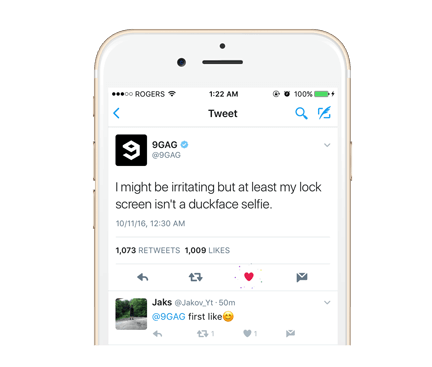 ROGERS 1:22 AM 100%
Tweet
9GAG
@9GAG
I might be irritating but at least my lock
screen isn't a duckface selfie.
10/11/16, 12:30 AM
1,073 RETWEETS 1,009 LIKES
Jaks @Jakov_Yt · 50m
@9GAG first like😊
1 1